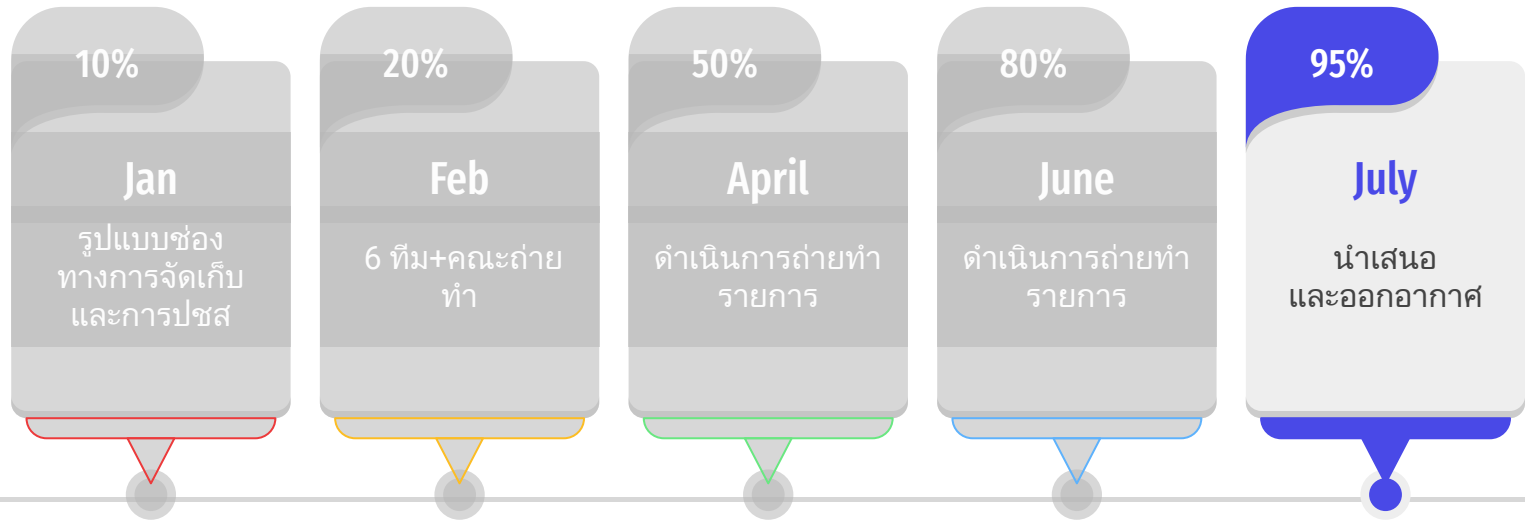 10%
Jan
รูปแบบช่อง
ทางการจัดเก็บ
และการปชส
20%
Feb
6 ทีม+คณะถ่าย
ทำ
50%
April
ดำเนินการถ่ายทำ
รายการ
80%
June
ดำเนินการถ่ายทำ
รายการ
95%
July
นำเสนอ
และออกอากาศ